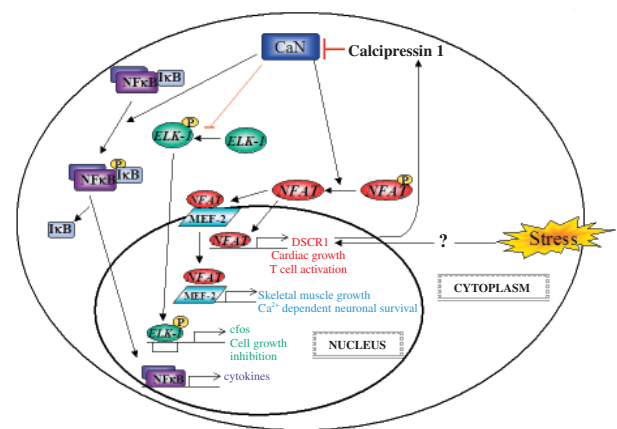 CaN
Calcipressin 1
NFκB IκB
P
ELK-1
ELK-1
P
NFκB IκB
NFAT
NFAT P
NFAT
MEF-2
IκB
NFAT
DSCR1
Cardiac growth
T cell activation
?
Stress
NFAT
MEF-2
Skeletal muscle growth
Ca²⁺ dependent neuronal survival
CYTOPLASM
P
ELK-1
cfos
Cell growth
inhibition
NUCLEUS
NFκB
cytokines